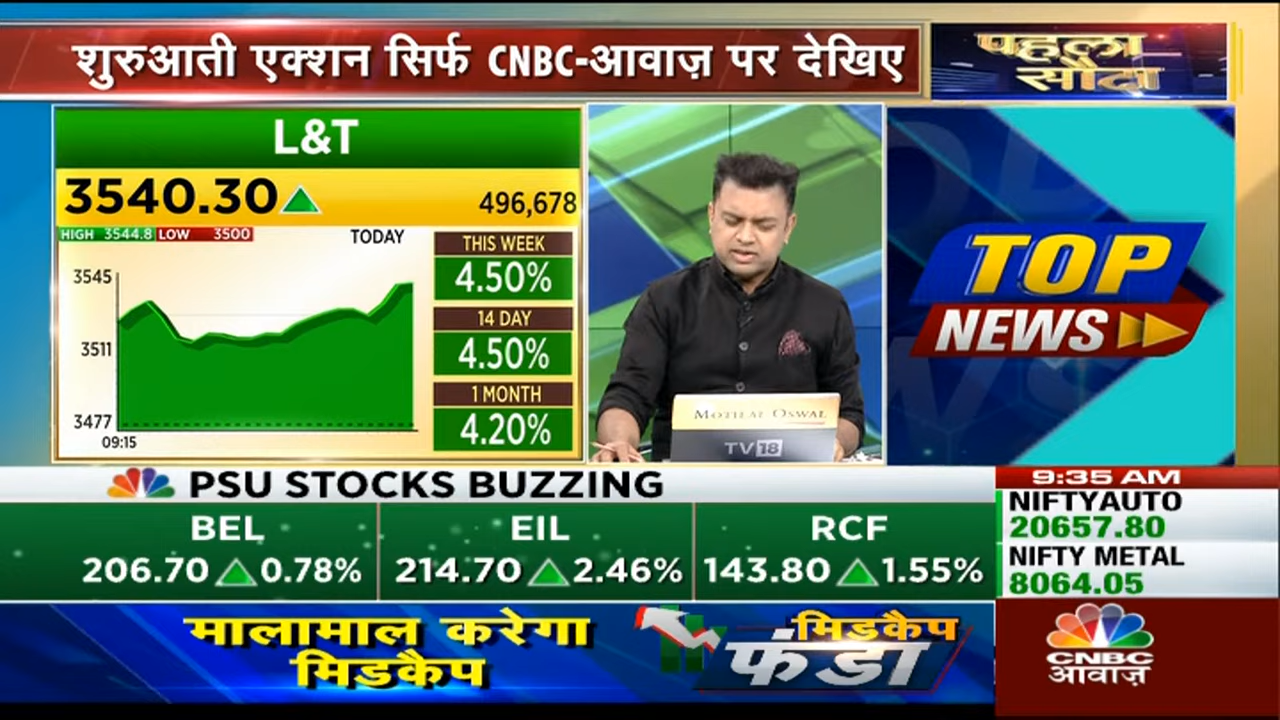 शुरुआती एक्शन सिर्फ CNBC-आवाज़ पर देखिए
पहला
सौदा
L&T
3540.30
496,678
HIGH 3544.8 LOW 3500
TODAY
3545
3511
3477
09:15
THIS WEEK
4.50%
14 DAY
4.50%
1 MONTH
4.20%
MOTILAL OSWAL
TV18
TOP
NEWS
PSU STOCKS BUZZING
BEL
206.70 0.78%
EIL
214.70 2.46%
RCF
143.80 1.55%
9:35 AM
NIFTYAUTO
20657.80
NIFTY METAL
8064.05
मालामाल करेगा
मिडकैप
मिडकैप
फंडा
CNBC
आवाज़